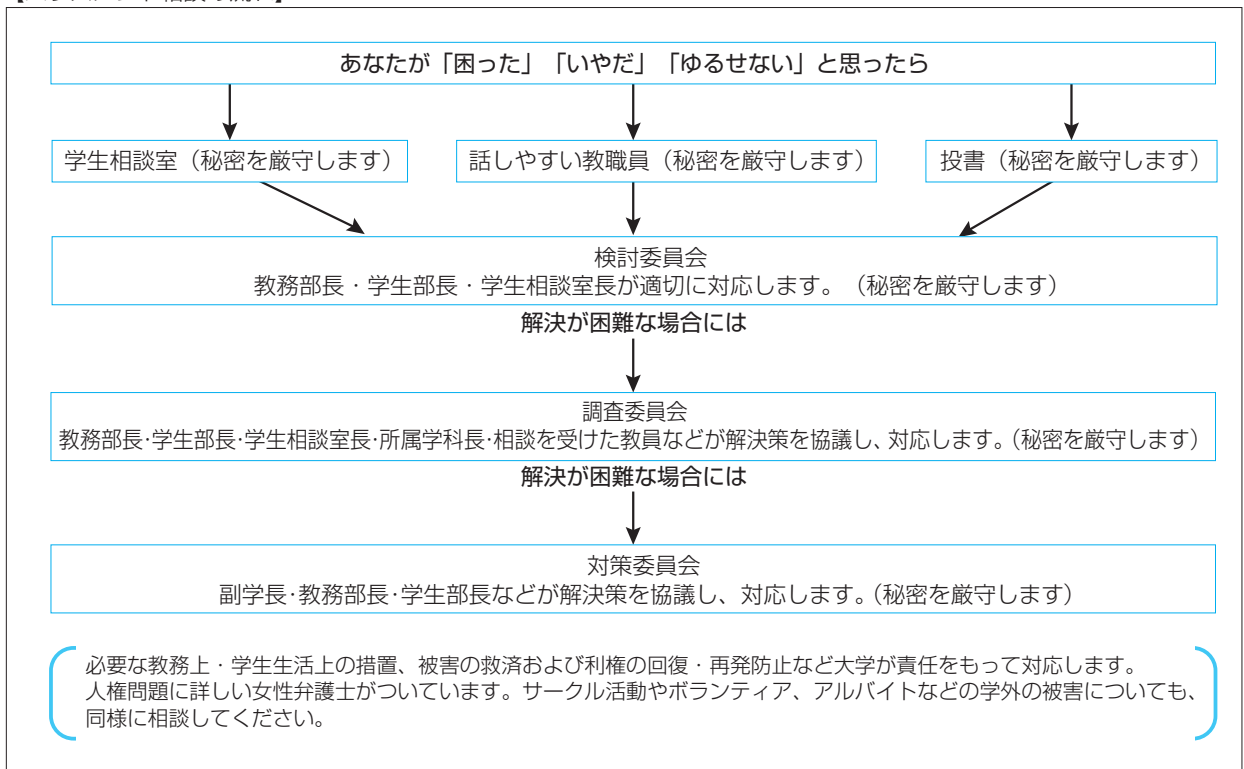 あなたが「困った」「いやだ」「ゆるせない」と思ったら
学生相談室（秘密を厳守します）
話しやすい教職員（秘密を厳守します）
投書（秘密を厳守します）
検討委員会
教務部長・学生部長・学生相談室長が適切に対応します。（秘密を厳守します）
解決が困難な場合には
調査委員会
教務部長･学生部長･学生相談室長･所属学科長･相談を受けた教員などが解決策を協議し、対応します。（秘密を厳守します）
解決が困難な場合には
対策委員会
副学長･教務部長･学生部長などが解決策を協議し、対応します。（秘密を厳守します）
必要な教務上・学生生活上の措置、被害の救済および利権の回復・再発防止など大学が責任をもって対応します。
人権問題に詳しい女性弁護士がついています。サークル活動やボランティア、アルバイトなどの学外の被害についても、
同様に相談してください。